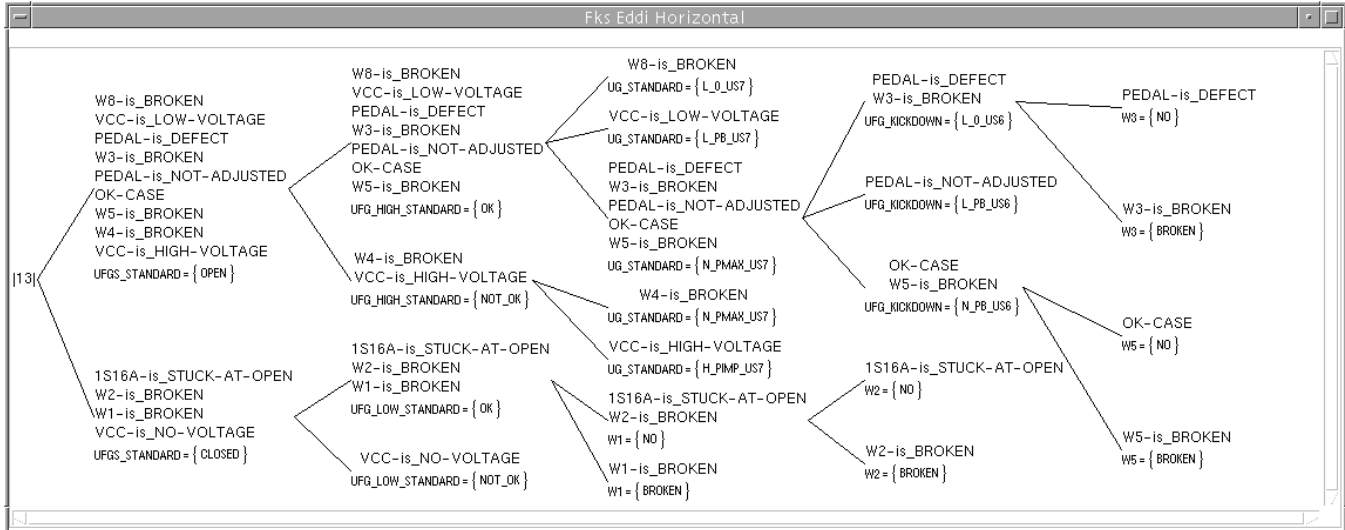 Fks Eddi Horizontal
|13|
W8-is_BROKEN
VCC-is_LOW-VOLTAGE
PEDAL-is_DEFECT
W3-is_BROKEN
PEDAL-is_NOT-ADJUSTED
OK-CASE
W5-is_BROKEN
W4-is_BROKEN
VCC-is_HIGH-VOLTAGE
UFGS_STANDARD = { OPEN }
1S16A-is_STUCK-AT-OPEN
W2-is_BROKEN
W1-is_BROKEN
VCC-is_NO-VOLTAGE
UFGS_STANDARD = { CLOSED }
W8-is_BROKEN
VCC-is_LOW-VOLTAGE
PEDAL-is_DEFECT
W3-is_BROKEN
PEDAL-is_NOT-ADJUSTED
OK-CASE
W5-is_BROKEN
UFG_HIGH_STANDARD = { OK }
W4-is_BROKEN
VCC-is_HIGH-VOLTAGE
UFG_HIGH_STANDARD = { NOT_OK }
1S16A-is_STUCK-AT-OPEN
W2-is_BROKEN
W1-is_BROKEN
UFG_LOW_STANDARD = { OK }
VCC-is_NO-VOLTAGE
UFG_LOW_STANDARD = { NOT_OK }
W8-is_BROKEN
UG_STANDARD = { L_0_US7 }
VCC-is_LOW-VOLTAGE
UG_STANDARD = { L_PB_US7 }
PEDAL-is_DEFECT
W3-is_BROKEN
PEDAL-is_NOT-ADJUSTED
OK-CASE
W5-is_BROKEN
UG_STANDARD = { N_PMAX_US7 }
W4-is_BROKEN
UG_STANDARD = { N_PMAX_US7 }
VCC-is_HIGH-VOLTAGE
UG_STANDARD = { H_PIMP_US7 }
1S16A-is_STUCK-AT-OPEN
W2-is_BROKEN
W1 = { NO }
W1-is_BROKEN
W1 = { BROKEN }
PEDAL-is_DEFECT
W3-is_BROKEN
UFG_KICKDOWN = { L_0_US6 }
PEDAL-is_NOT-ADJUSTED
UFG_KICKDOWN = { L_PB_US6 }
OK-CASE
W5-is_BROKEN
UFG_KICKDOWN = { N_PB_US6 }
1S16A-is_STUCK-AT-OPEN
W2 = { NO }
W2-is_BROKEN
W2 = { BROKEN }
PEDAL-is_DEFECT
W3 = { NO }
W3-is_BROKEN
W3 = { BROKEN }
OK-CASE
W5 = { NO }
W5-is_BROKEN
W5 = { BROKEN }